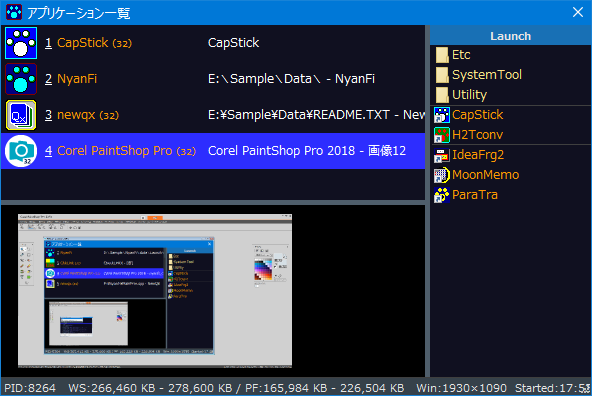 アプリケーション一覧
1 CapStick (32) CapStick
2 NyanFi E:\Sample\Data\ - NyanFi
3 newqx (32) E:¥Sample¥Data¥README.TXT - New
4 Corel PaintShop Pro (32) Corel PaintShop Pro 2018 - 画像12
Launch
Etc
SystemTool
Utility
CapStick
H2Tconv
IdeaFrg2
MoonMemo
ParaTra
PID:8264 WS:266,460 KB - 278,600 KB / PF:165,984 KB - 226,504 KB Win:1930×1090 Started:17:5